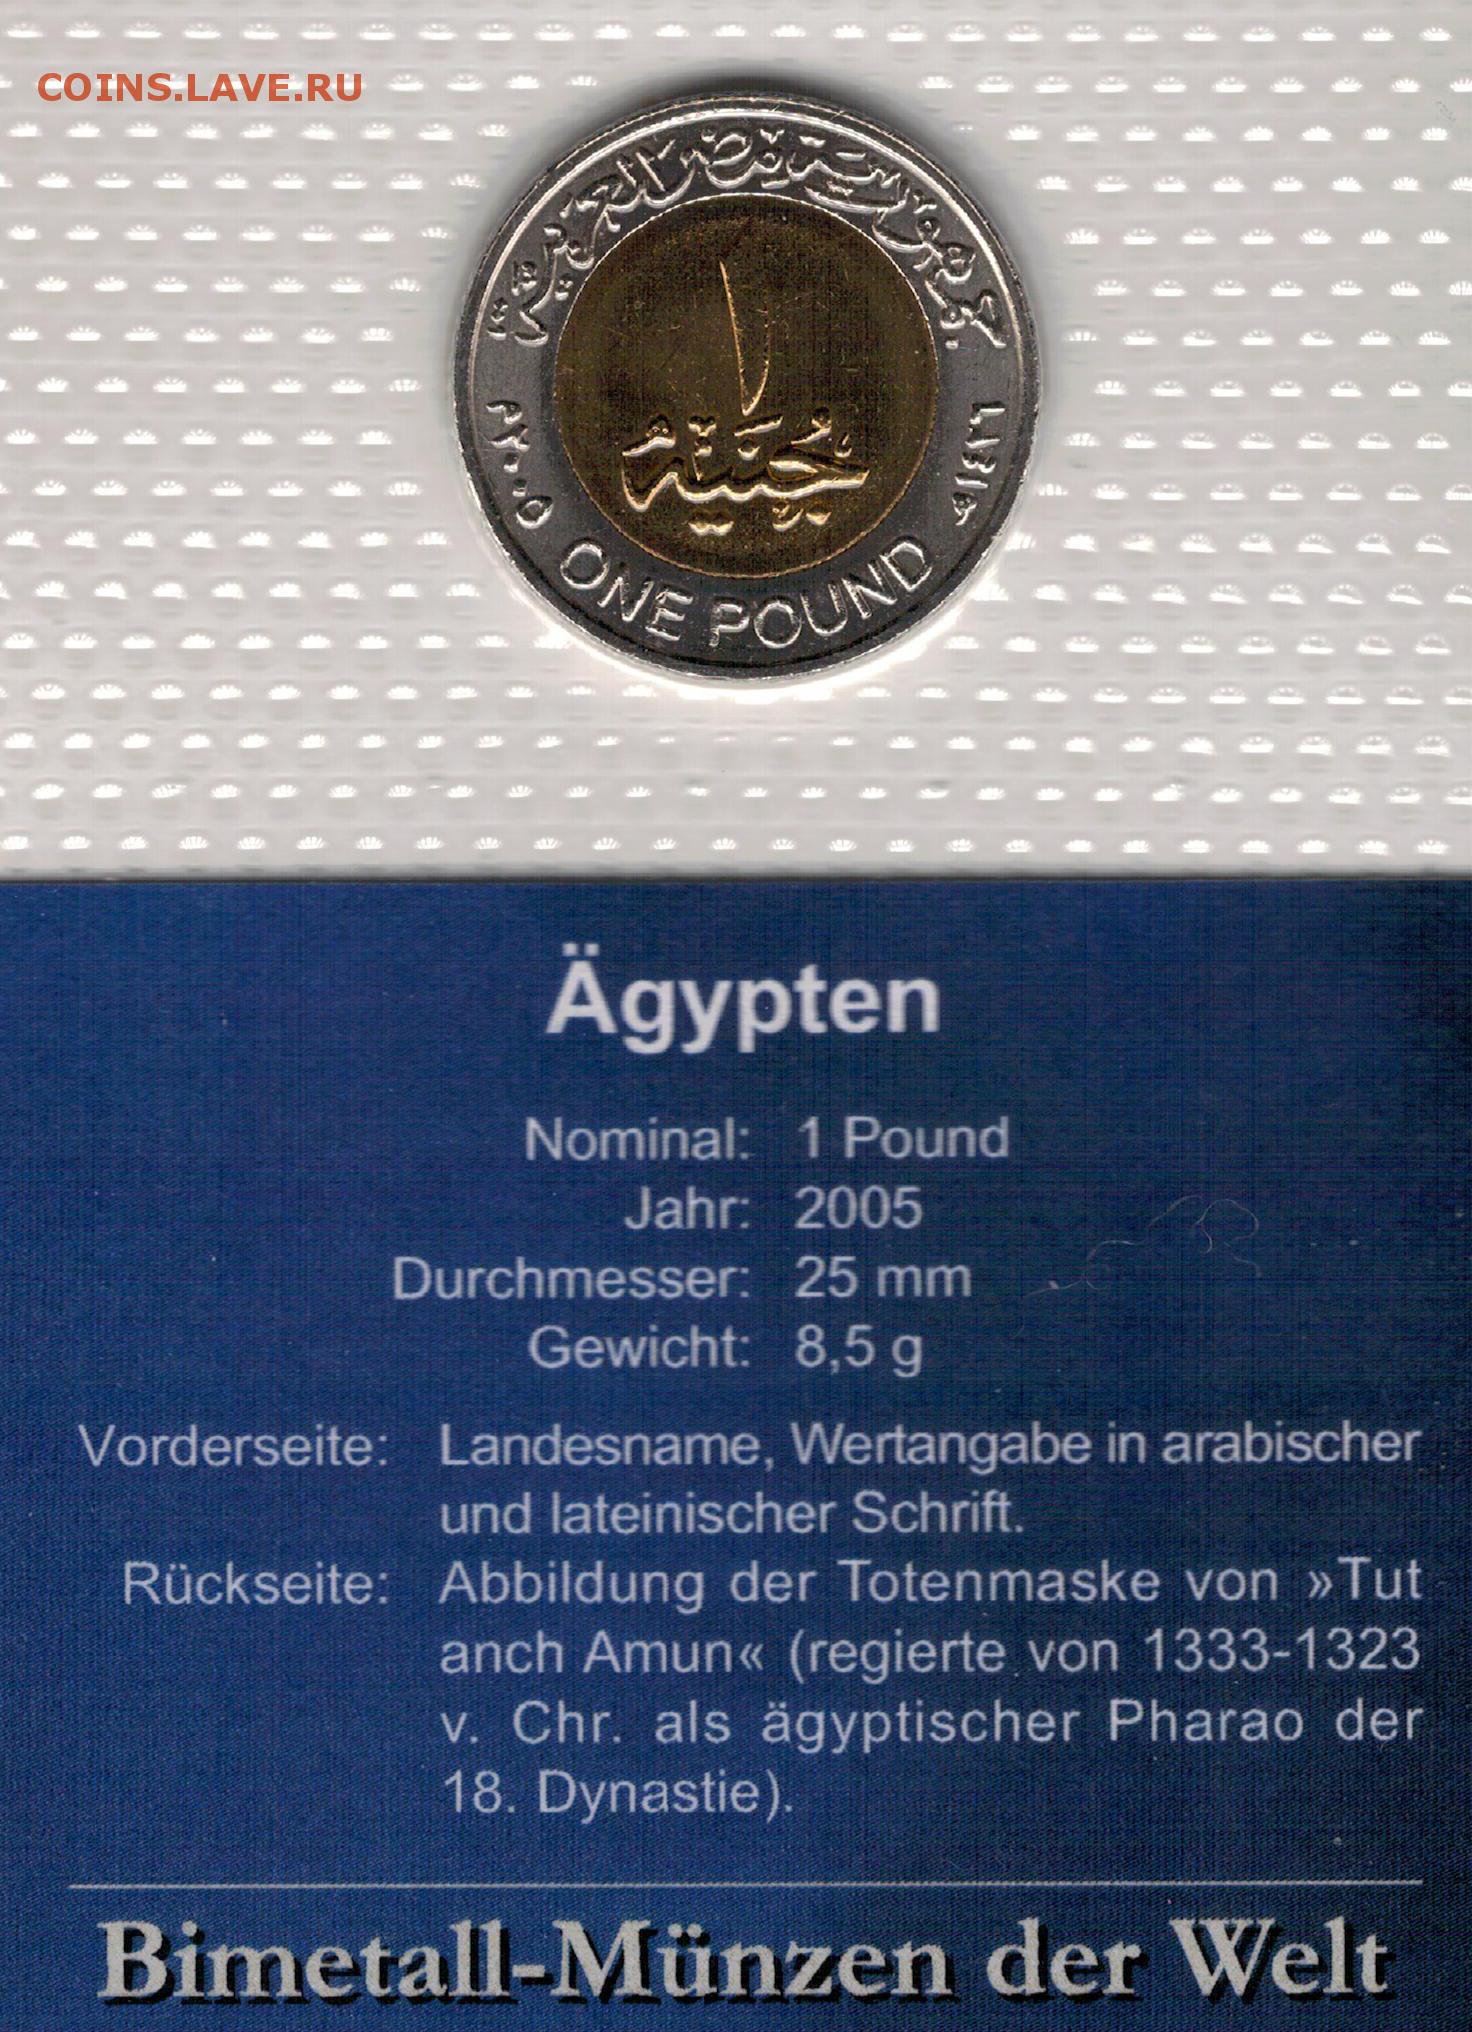 COINS.LAVE.RU
جمهورية مصر العربية
١
جنيه
٢٠٠٥م
١٤٢٦هـ
ONE POUND
Ägypten
Nominal: 1 Pound
Jahr: 2005
Durchmesser: 25 mm
Gewicht: 8,5 g
Vorderseite: Landesname, Wertangabe in arabischer
und lateinischer Schrift.
Rückseite: Abbildung der Totenmaske von »Tut
anch Amun« (regierte von 1333-1323
v. Chr. als ägyptischer Pharao der
18. Dynastie).
Bimetall-Münzen der Welt